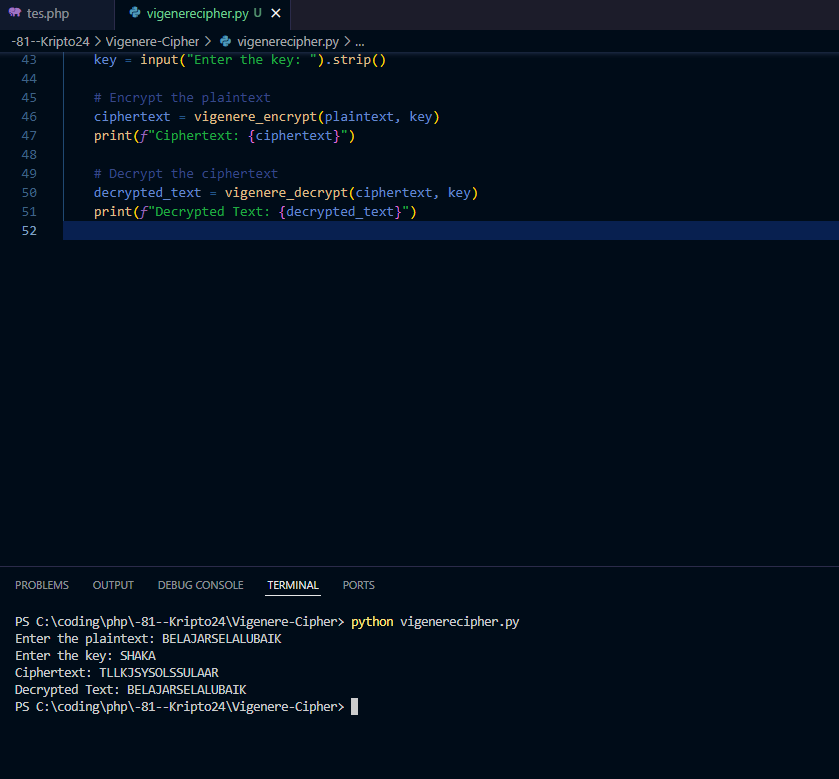 tes.php vigenerecipher.py U
-81--Kripto24 > Vigenere-Cipher > vigenerecipher.py > ...
43 key = input("Enter the key: ").strip()
44
45 # Encrypt the plaintext
46 ciphertext = vigenere_encrypt(plaintext, key)
47 print(f"Ciphertext: {ciphertext}")
48
49 # Decrypt the ciphertext
50 decrypted_text = vigenere_decrypt(ciphertext, key)
51 print(f"Decrypted Text: {decrypted_text}")
52
PROBLEMS OUTPUT DEBUG CONSOLE TERMINAL PORTS
PS C:\coding\php\-81--Kripto24\Vigenere-Cipher> python vigenerecipher.py
Enter the plaintext: BELAJARSELALUBAIK
Enter the key: SHAKA
Ciphertext: TLLKJSYSOLSSULAAR
Decrypted Text: BELAJARSELALUBAIK
PS C:\coding\php\-81--Kripto24\Vigenere-Cipher>